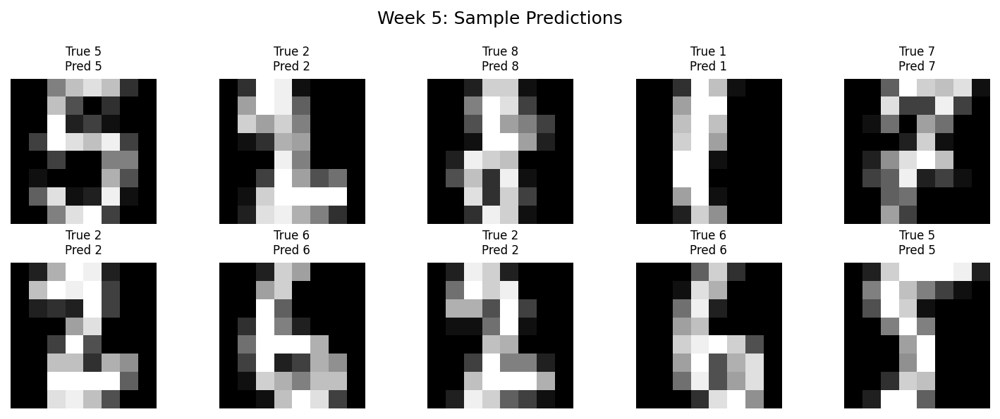 Week 5: Sample Predictions
True 5
Pred 5
True 2
Pred 2
True 8
Pred 8
True 1
Pred 1
True 7
Pred 7
True 2
Pred 2
True 6
Pred 6
True 2
Pred 2
True 6
Pred 6
True 5
Pred 5